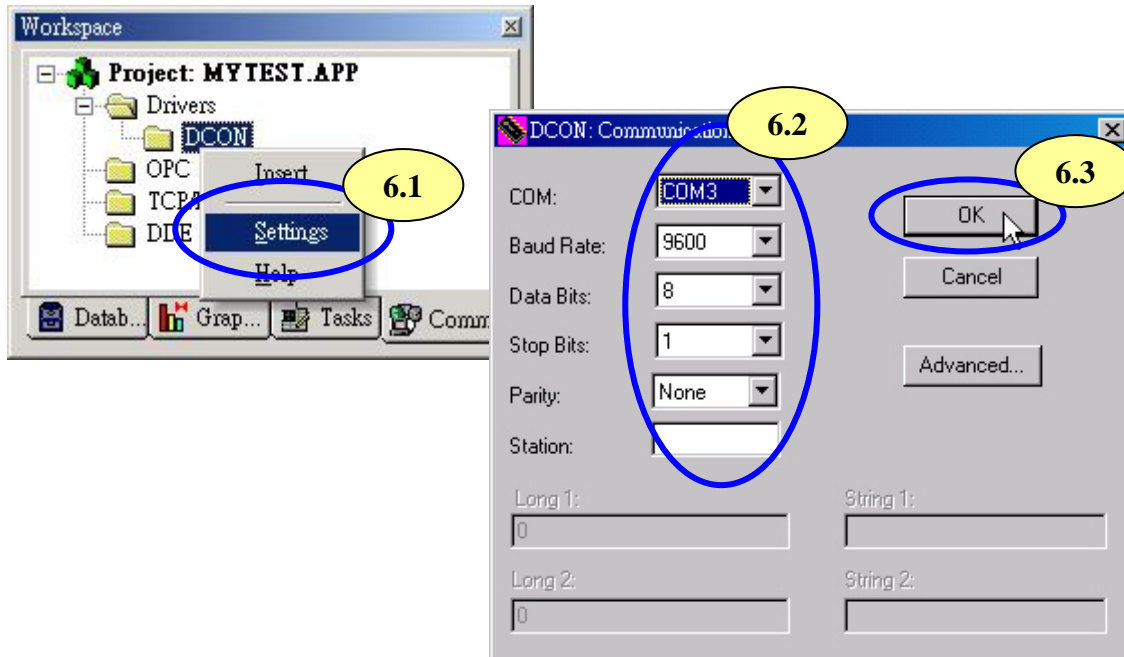 Workspace
Project: MYTEST.APP
Drivers
DCON
OPC
DDE
Insert
Settings
Help
6.1
Datab...
Grap...
Tasks
Comm
DCON:
6.2
6.3
COM:
COM3
Baud Rate:
9600
Data Bits:
8
Stop Bits:
1
Parity:
None
Station:
OK
Cancel
Advanced...
Long 1:
0
String 1:
Long 2:
0
String 2: